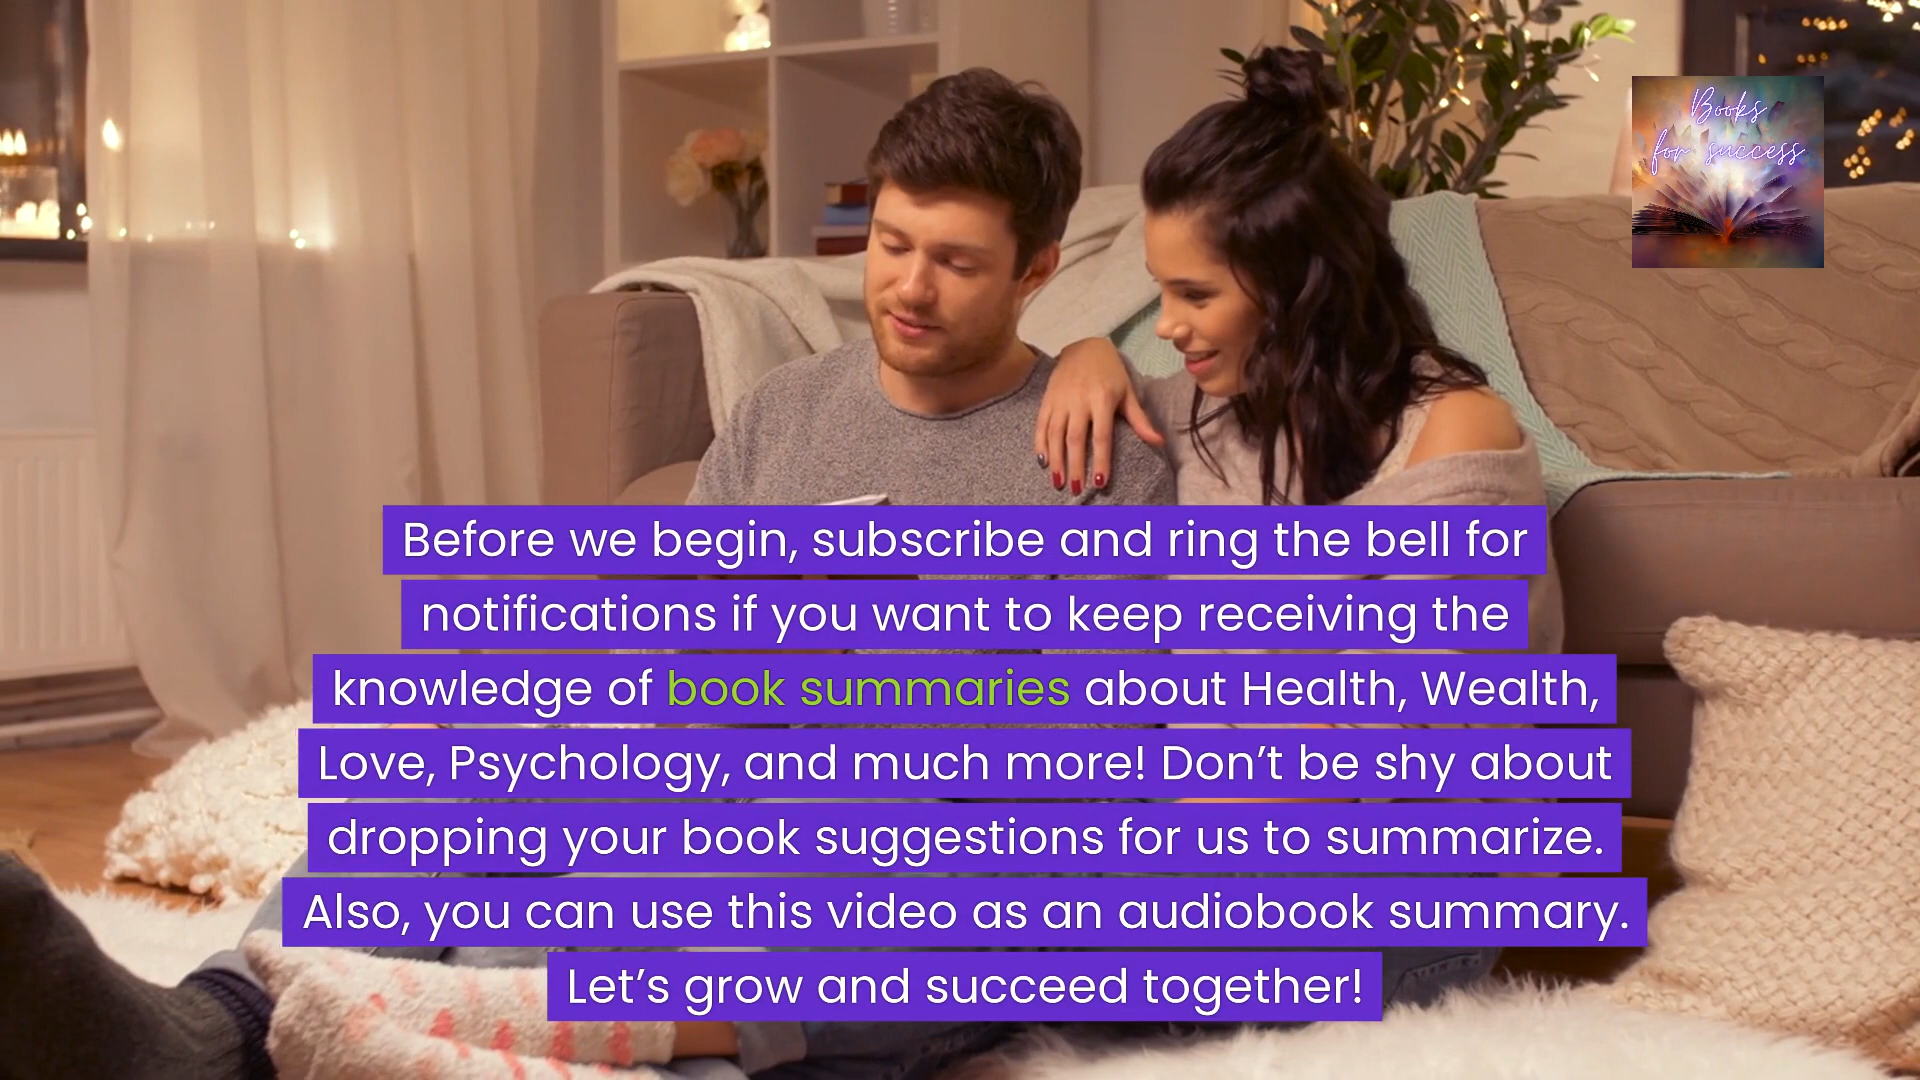 Books
for success
Before we begin, subscribe and ring the bell for
notifications if you want to keep receiving the
knowledge of book summaries about Health, Wealth,
Love, Psychology, and much more! Don’t be shy about
dropping your book suggestions for us to summarize.
Also, you can use this video as an audiobook summary.
Let’s grow and succeed together!